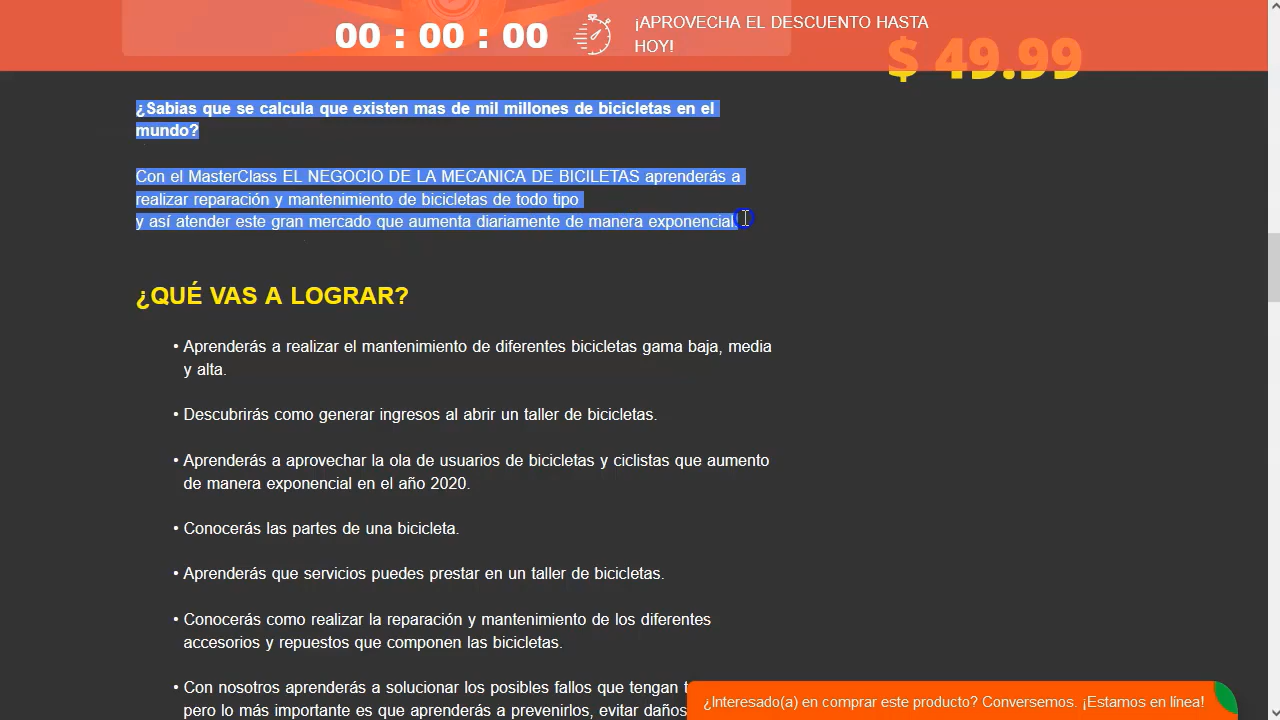 00 : 00 : 00
¡APROVECHA EL DESCUENTO HASTA
HOY!
$ 49.99
¿Sabias que se calcula que existen mas de mil millones de bicicletas en el
mundo?
Con el MasterClass EL NEGOCIO DE LA MECANICA DE BICILETAS aprenderás a
realizar reparación y mantenimiento de bicicletas de todo tipo
y así atender este gran mercado que aumenta diariamente de manera exponencial.
¿QUÉ VAS A LOGRAR?
• Aprenderás a realizar el mantenimiento de diferentes bicicletas gama baja, media
y alta.
• Descubrirás como generar ingresos al abrir un taller de bicicletas.
• Aprenderás a aprovechar la ola de usuarios de bicicletas y ciclistas que aumento
de manera exponencial en el año 2020.
• Conocerás las partes de una bicicleta.
• Aprenderás que servicios puedes prestar en un taller de bicicletas.
• Conocerás como realizar la reparación y mantenimiento de los diferentes
accesorios y repuestos que componen las bicicletas.
• Con nosotros aprenderás a solucionar los posibles fallos que tengan
pero lo más importante es que aprenderás a prevenirlos, evitar daños
¿Interesado(a) en comprar este producto? Conversemos. ¡Estamos en línea!